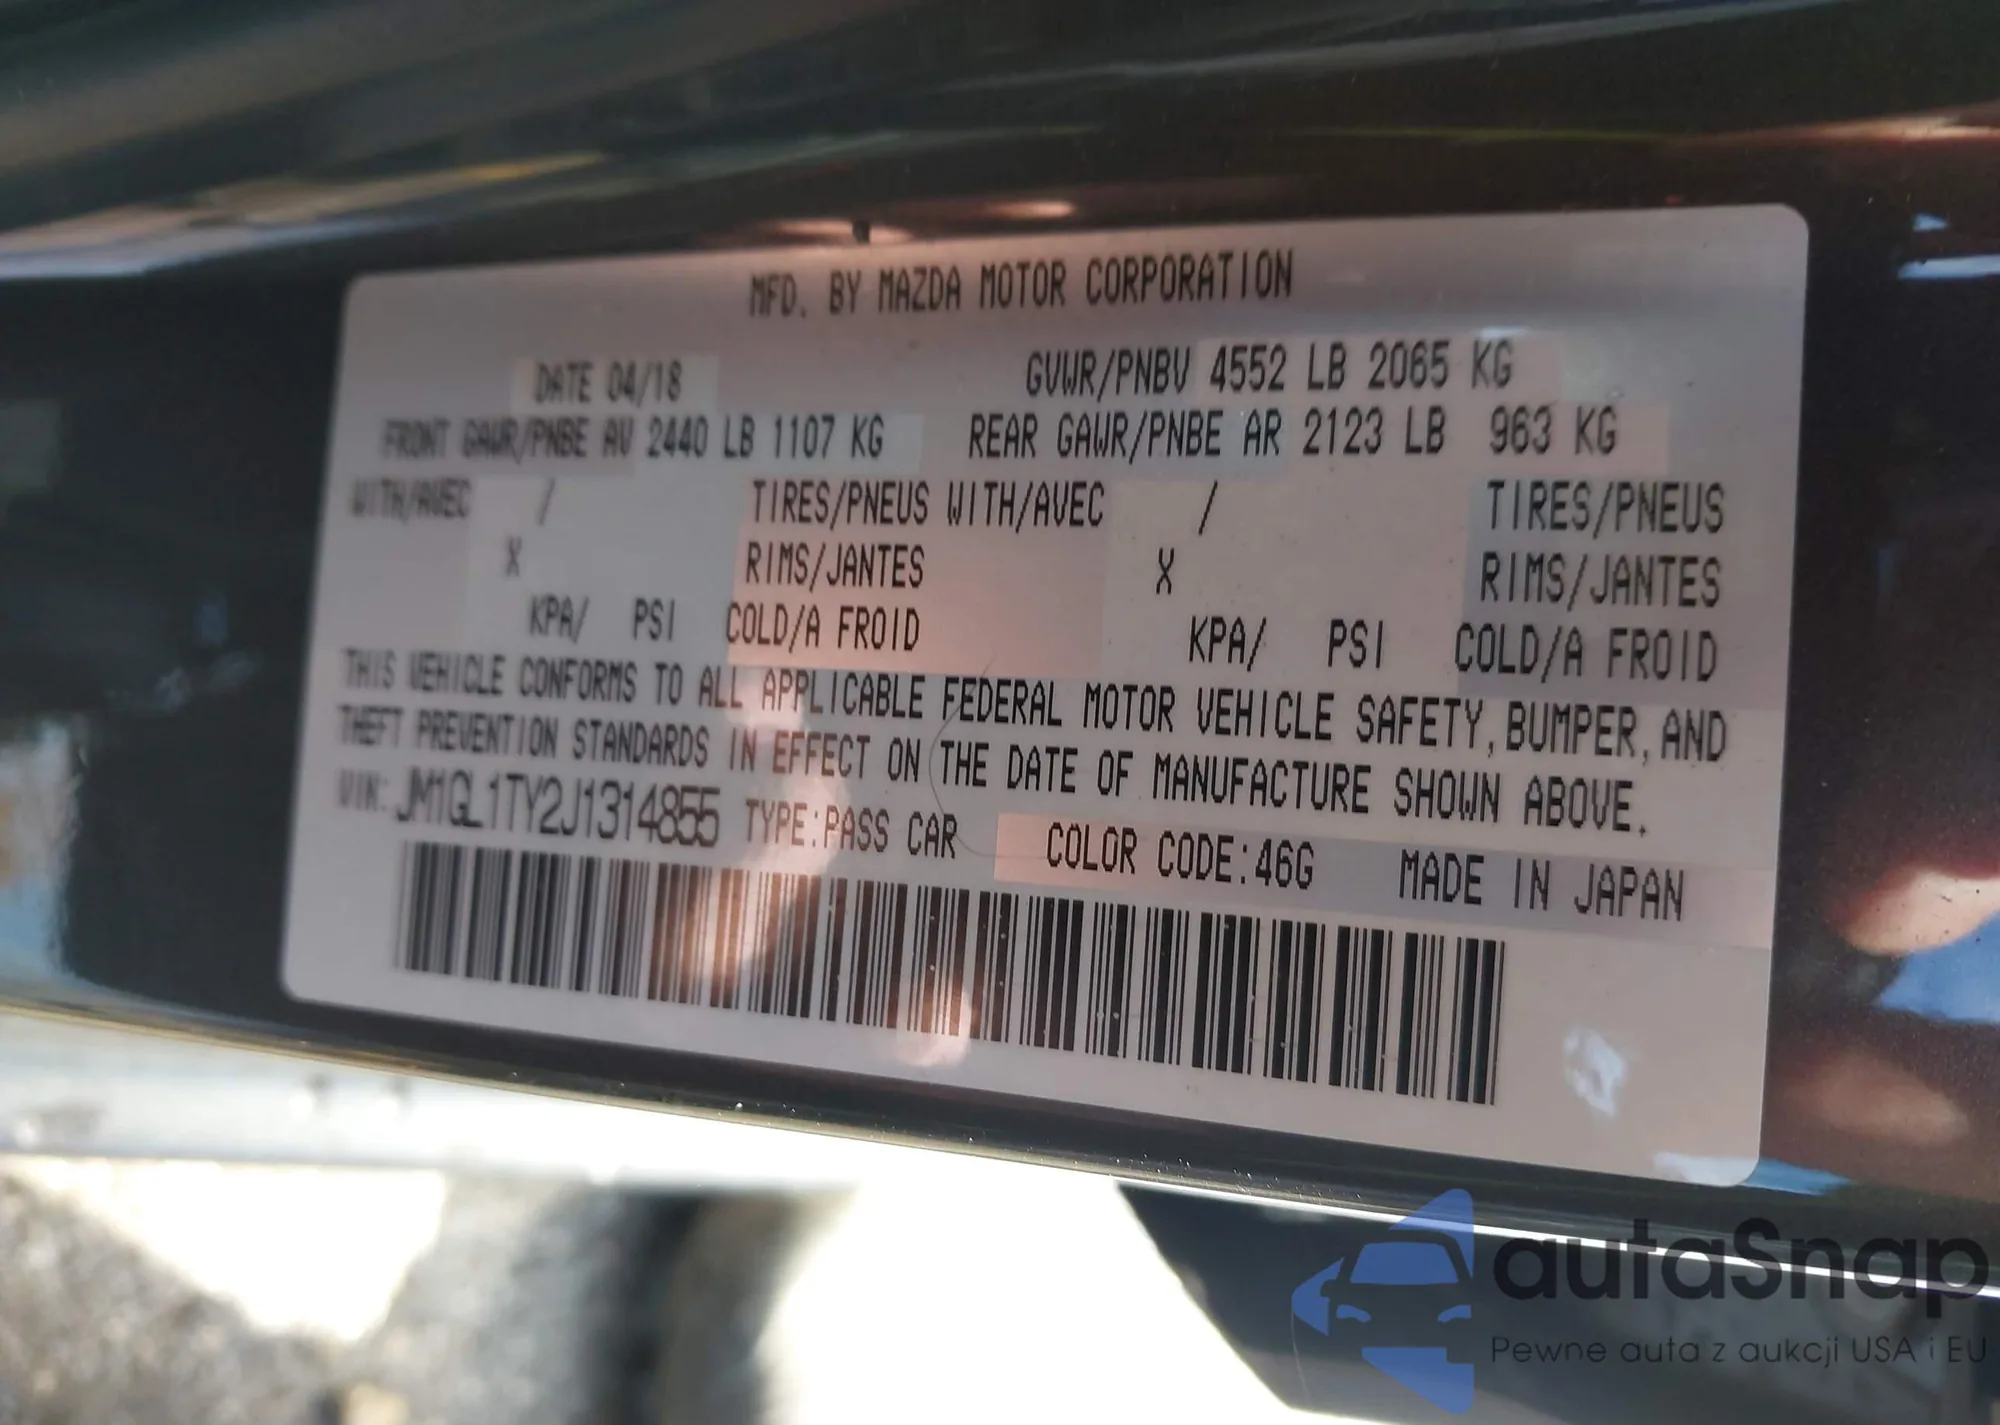 MFD. BY MAZDA MOTOR CORPORATION
DATE 04/18 GVWR/PNBV 4552 LB 2065 KG
FRONT GAWR/PNBE AV 2440 LB 1107 KG REAR GAWR/PNBE AR 2123 LB 963 KG
WITH/AVEC / TIRES/PNEUS WITH/AVEC / TIRES/PNEUS
X RIMS/JANTES X RIMS/JANTES
KPA/ PSI COLD/A FROID KPA/ PSI COLD/A FROID
THIS VEHICLE CONFORMS TO ALL APPLICABLE FEDERAL MOTOR VEHICLE SAFETY, BUMPER, AND
THEFT PREVENTION STANDARDS IN EFFECT ON THE DATE OF MANUFACTURE SHOWN ABOVE.
VIN: JM1GL1TY2J1314855 TYPE:PASS CAR COLOR CODE:46G MADE IN JAPAN
autaSnap
Pewne auta z aukcji USA i EU